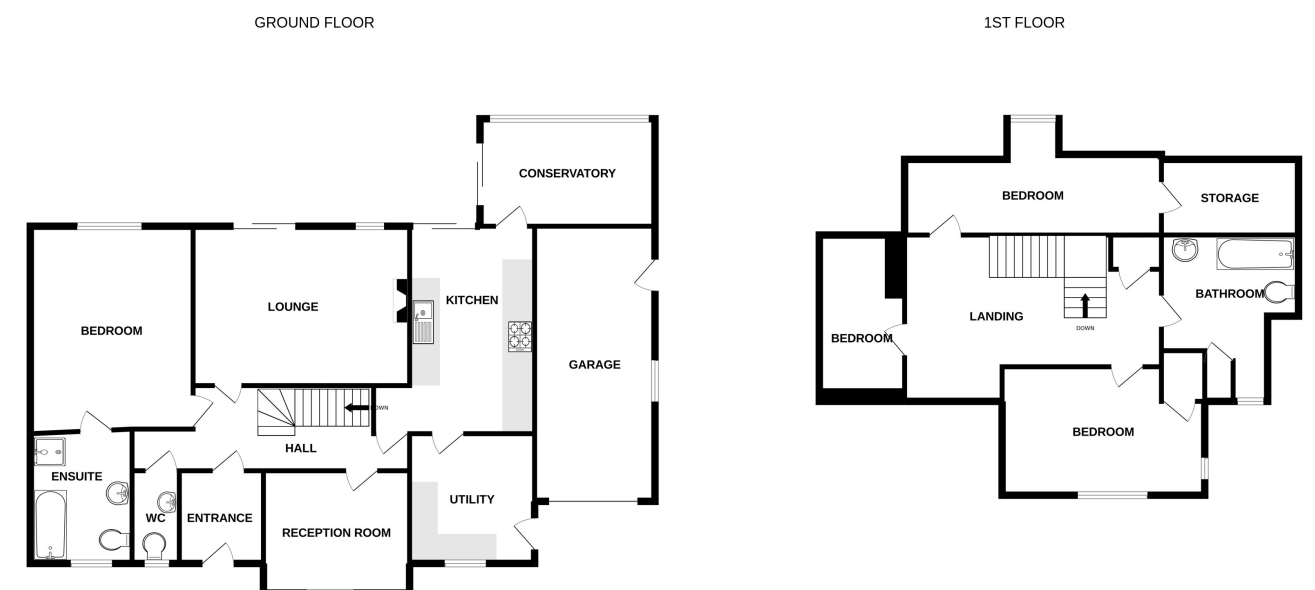 GROUND FLOOR
1ST FLOOR
CONSERVATORY
BEDROOM
LOUNGE
KITCHEN
GARAGE
DOWN
HALL
ENSUITE
WC
ENTRANCE
RECEPTION ROOM
UTILITY
BEDROOM
STORAGE
BATHROOM
LANDING
DOWN
BEDROOM
BEDROOM